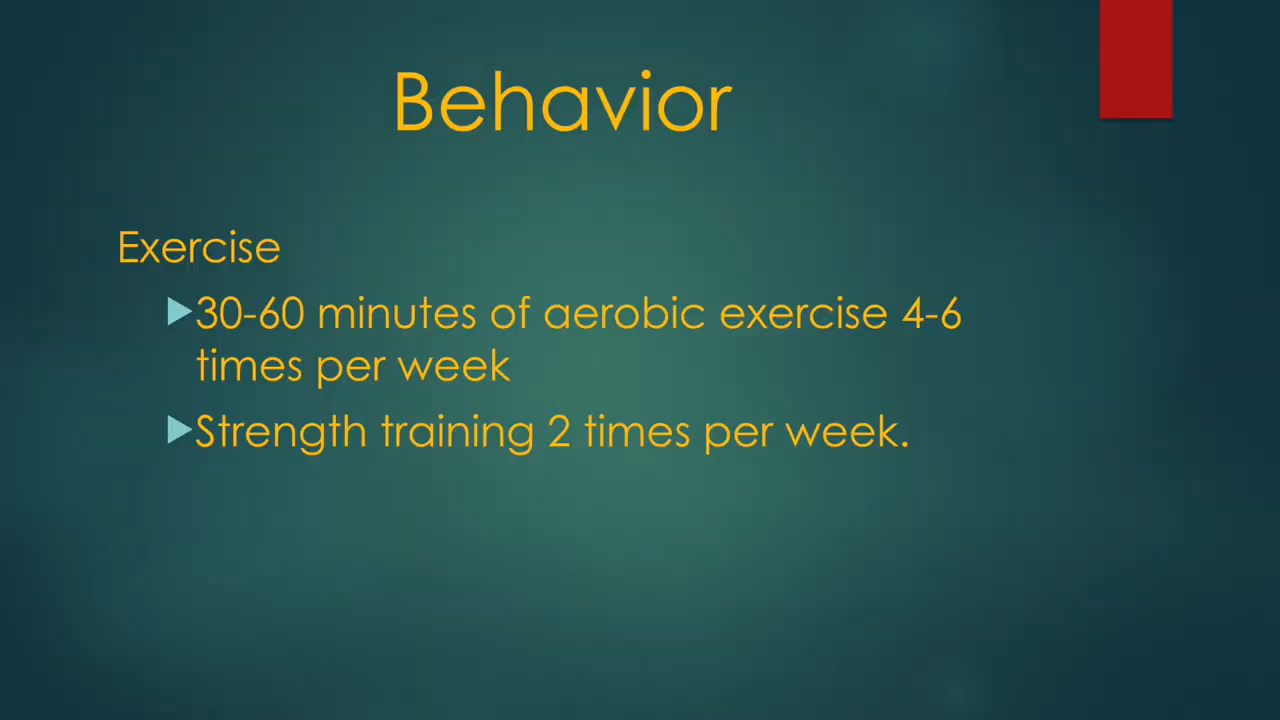 Behavior
Exercise
30-60 minutes of aerobic exercise 4-6
times per week
Strength training 2 times per week.